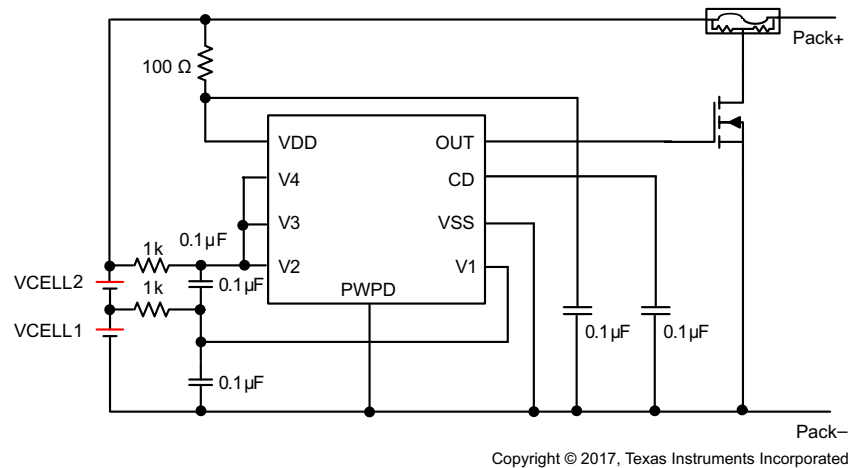 Pack+
100 Ω
VDD
OUT
V4
CD
V3
VSS
0.1µF
1k
V2
V1
VCELL2
0.1µF
1k
PWPD
VCELL1
0.1µF
0.1µF
0.1µF
Pack–
Copyright © 2017, Texas Instruments Incorporated